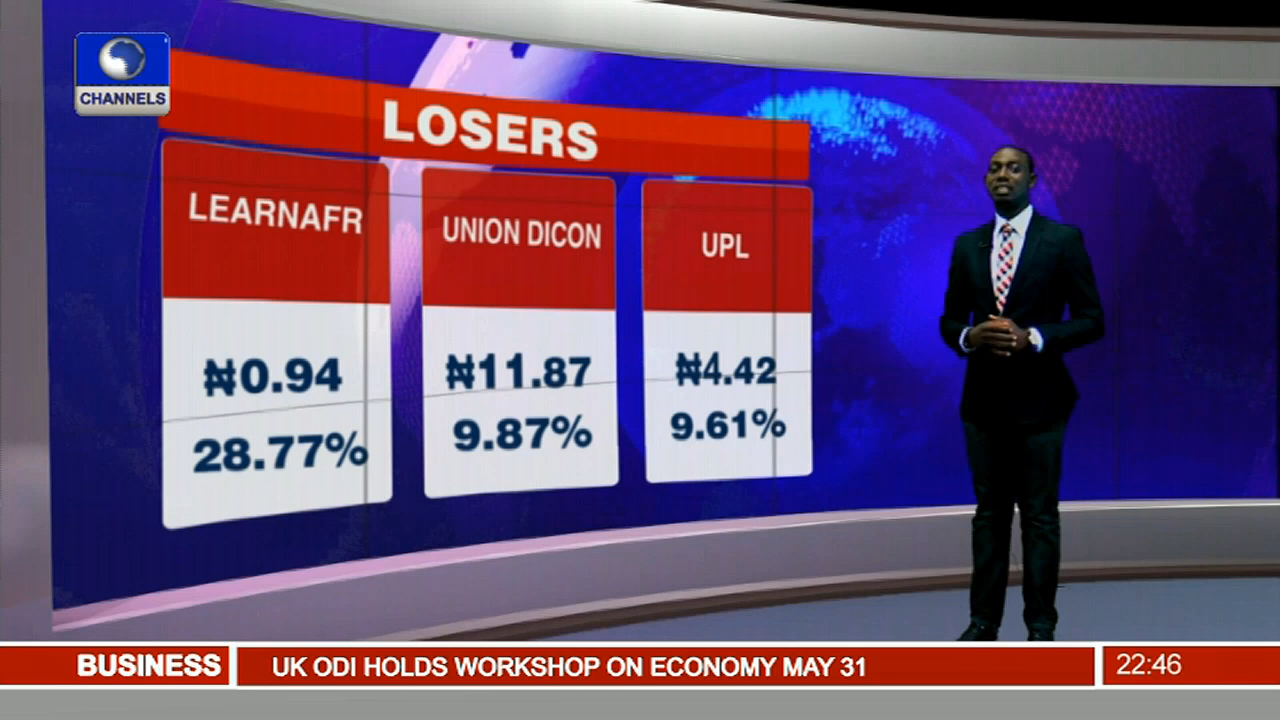 CHANNELS
LOSERS
LEARNAFR
₦0.94
28.77%
UNION DICON
₦11.87
9.87%
UPL
₦4.42
9.61%
BUSINESS
UK ODI HOLDS WORKSHOP ON ECONOMY MAY 31
22:46